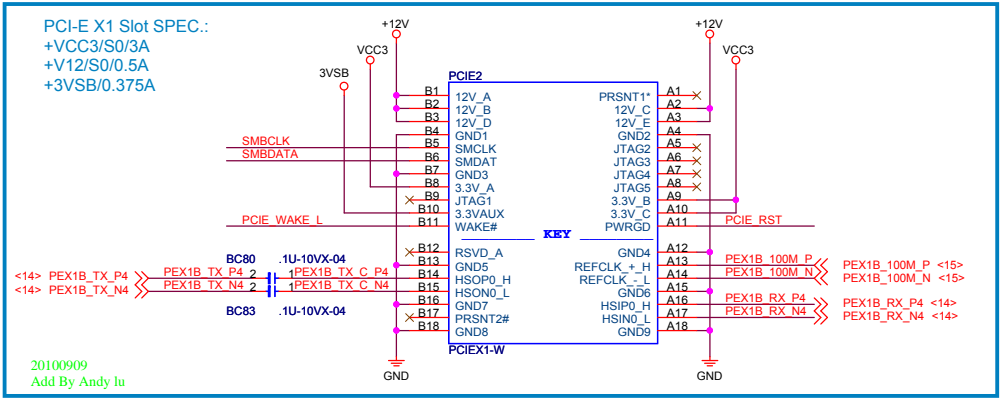 PCI-E X1 Slot SPEC.:
+VCC3/S0/3A
+V12/S0/0.5A
+3VSB/0.375A
+12V
VCC3
3VSB
+12V
VCC3
PCIE2
B1 12V_A PRSNT1* A1
B2 12V_B 12V_C A2
B3 12V_D 12V_E A3
B4 GND1 GND2 A4
SMBCLK B5 SMCLK JTAG2 A5
SMBDATA B6 SMDAT JTAG3 A6
B7 GND3 JTAG4 A7
B8 3.3V_A JTAG5 A8
B9 JTAG1 3.3V_B A9
B10 3.3VAUX 3.3V_C A10
PCIE_WAKE_L B11 WAKE# PWRGD A11 PCIE_RST
KEY
B12 RSVD_A GND4 A12
BC80 .1U-10VX-04 B13 GND5 REFCLK_+_H A13 PEX1B_100M_P PEX1B_100M_P <15>
<14> PEX1B_TX_P4 PEX1B_TX_P4 2 1 PEX1B_TX_C_P4 B14 HSOP0_H REFCLK_-_L A14 PEX1B_100M_N PEX1B_100M_N <15>
<14> PEX1B_TX_N4 PEX1B_TX_N4 2 1 PEX1B_TX_C_N4 B15 HSON0_L GND6 A15
B16 GND7 HSIP0_H A16 PEX1B_RX_P4 PEX1B_RX_P4 <14>
BC83 .1U-10VX-04 B17 PRSNT2# HSIN0_L A17 PEX1B_RX_N4 PEX1B_RX_N4 <14>
B18 GND8 GND9 A18
PCIEX1-W
GND
GND
20100909
Add By Andy lu